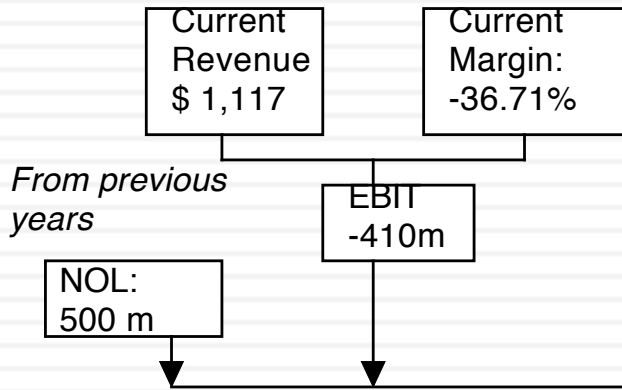 Current
Revenue
$ 1,117
Current
Margin:
-36.71%
From previous
years
EBIT
-410m
NOL:
500 m